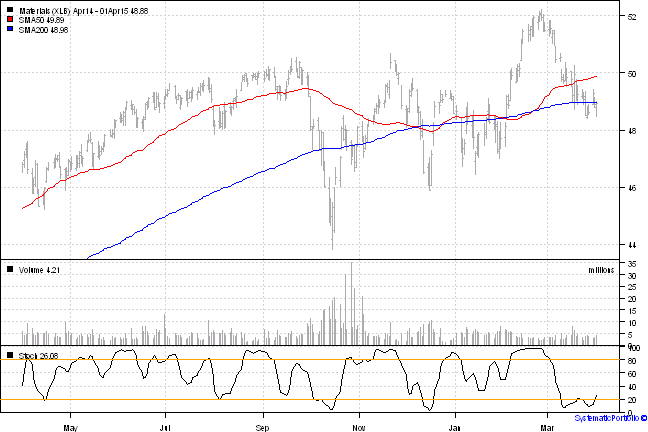 Materials (XLB) Apr14 - 01Apr15 48.88
SMA50 49.89
SMA200 48.98
52
50
48
46
44
Volume 4.21
millions
35
30
25
20
15
10
5
Stoch 26.08
100
80
60
40
20
0
May
Jul
Sep
Nov
Jan
Mar
SystematicPortfolio ©